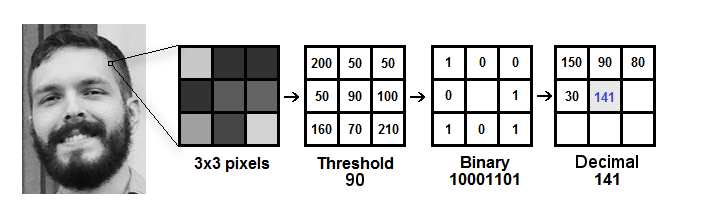 200 50 50
50 90 100
160 70 210
1 0 0
0 1
1 0 1
150 90 80
30 141
3x3 pixels
Threshold
90
Binary
10001101
Decimal
141